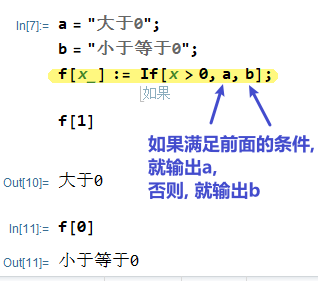 In[7]:= a = "大于0";
b = "小于等于0";
f[x_] := If[x > 0, a, b];
如果
f[1]
如果满足前面的条件,
就输出a,
否则, 就输出b
Out[10]= 大于0
In[11]:= f[0]
Out[11]= 小于等于0